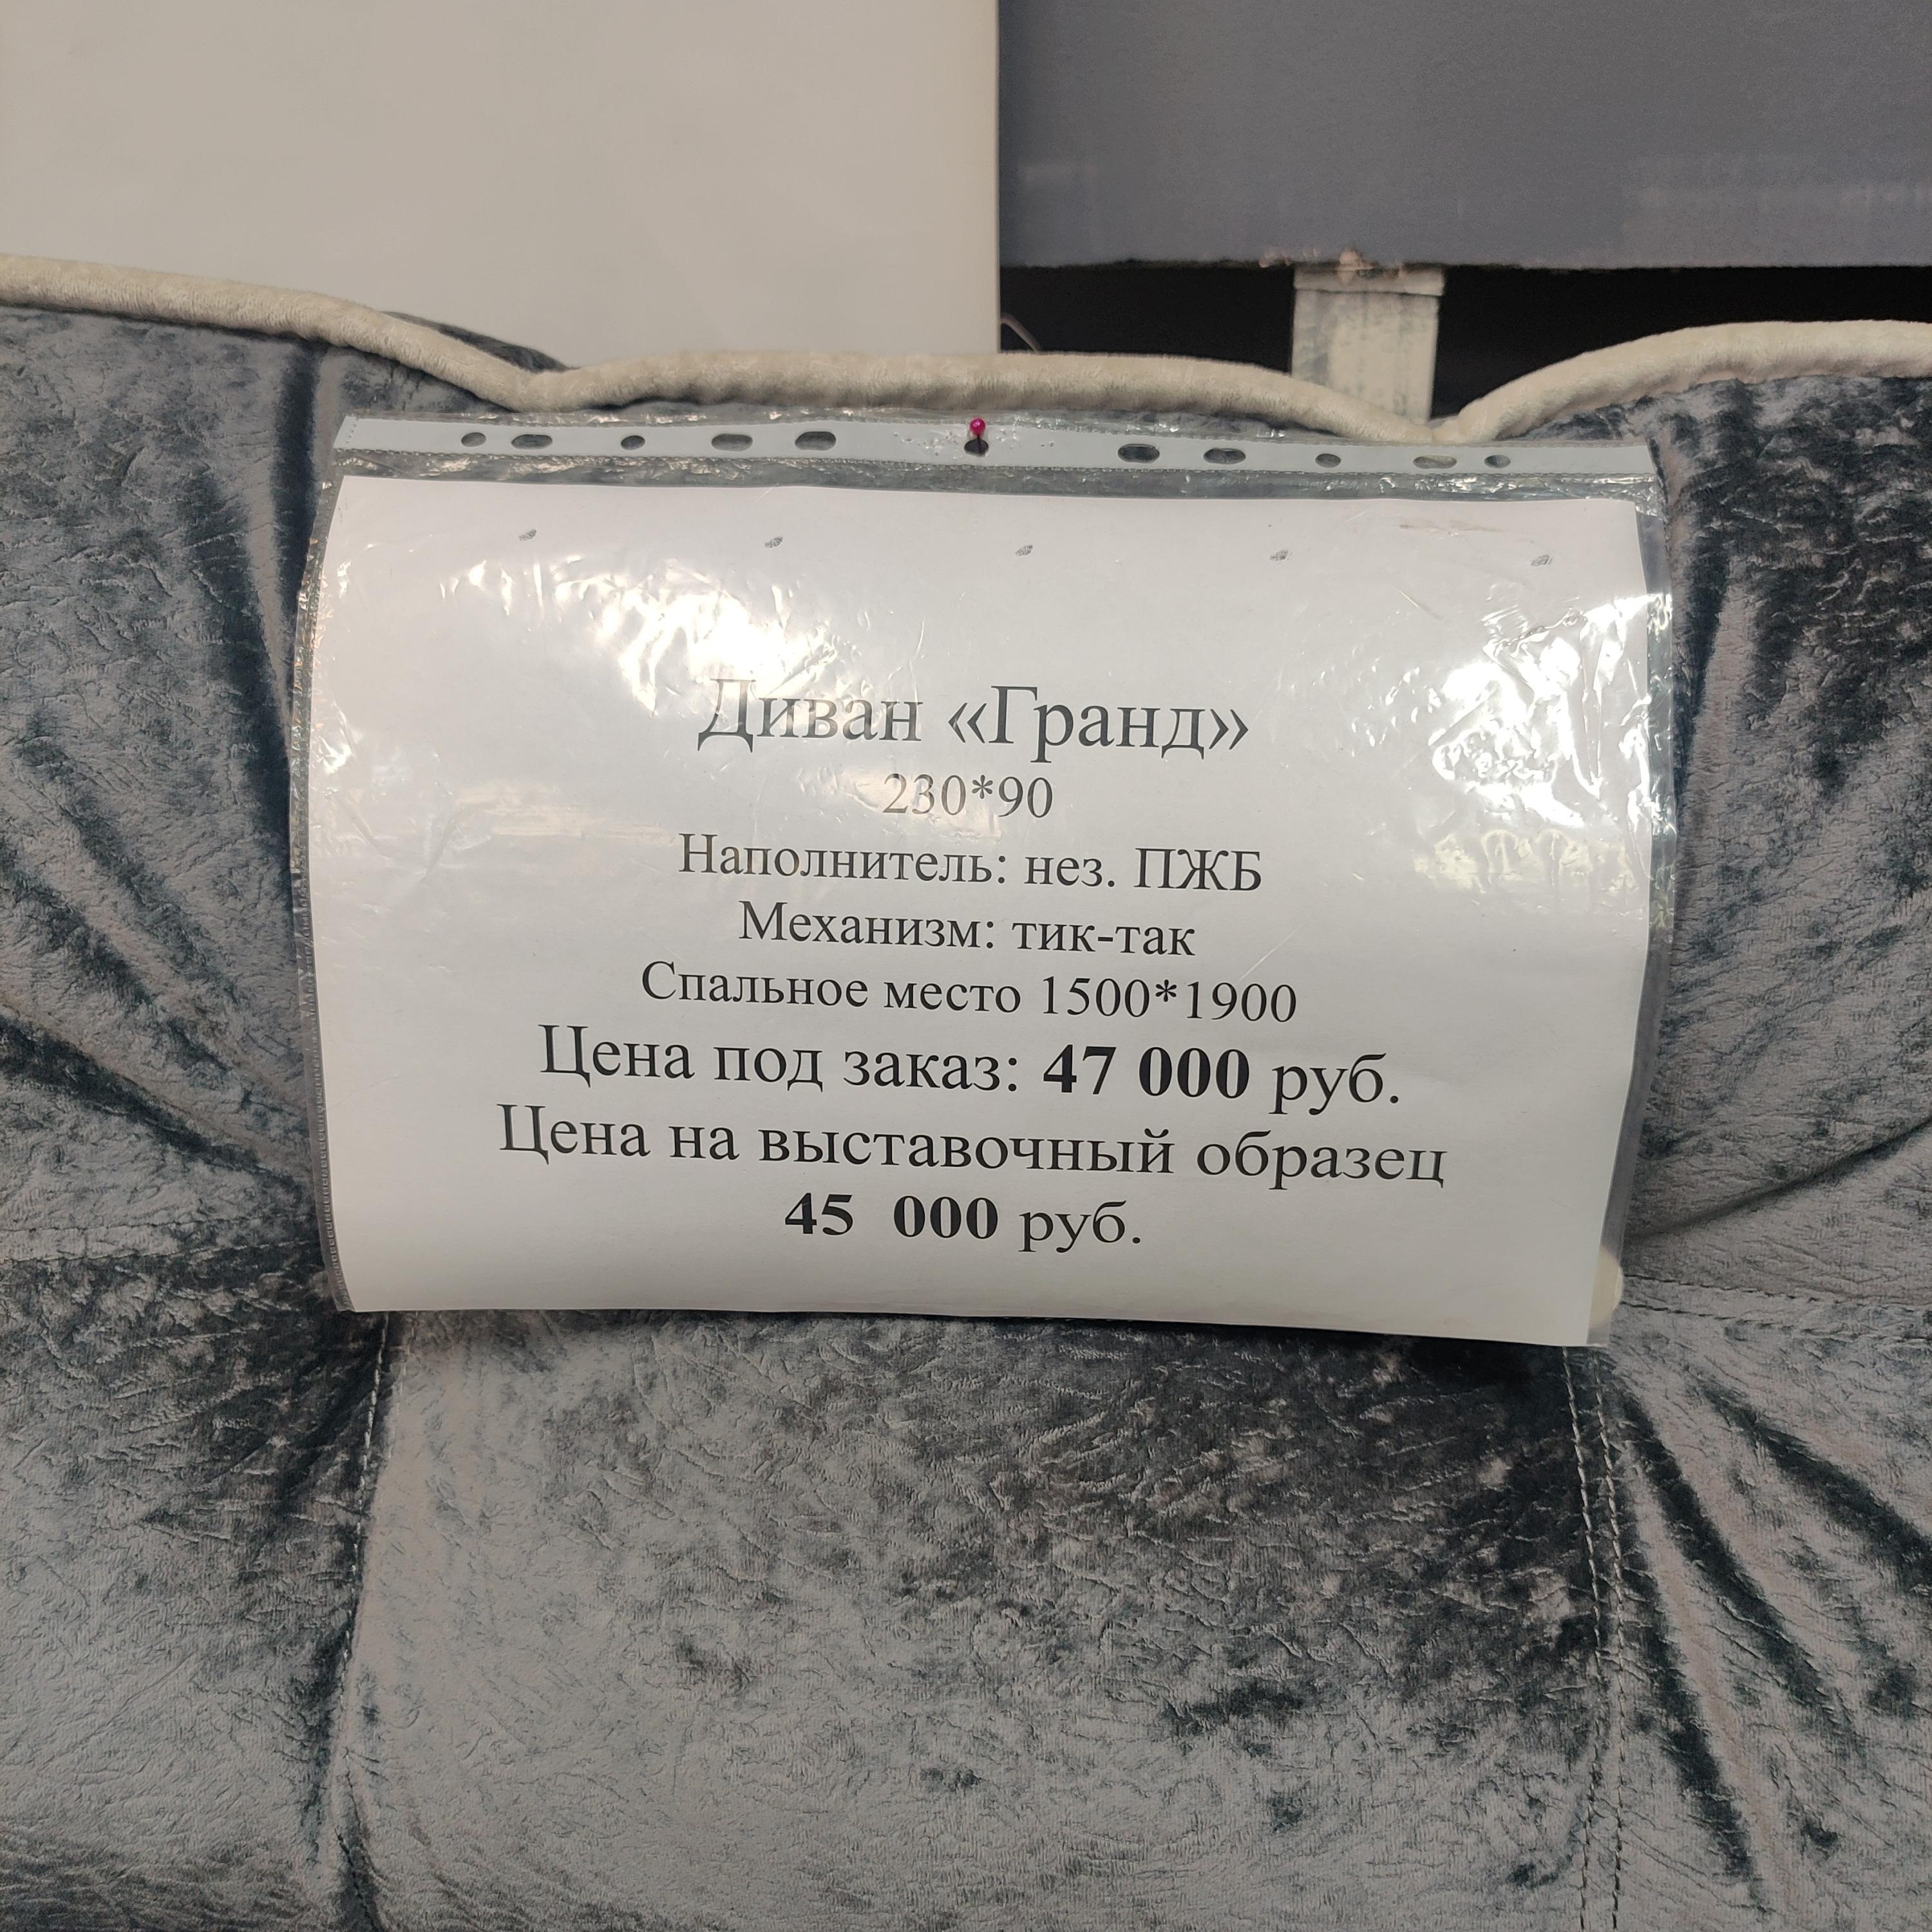 Диван «Гранд»
230*90
Наполнитель: нез. ПЖБ
Механизм: тик-так
Спальное место 1500*1900
Цена под заказ: 47 000 руб.
Цена на выставочный образец
45 000 руб.